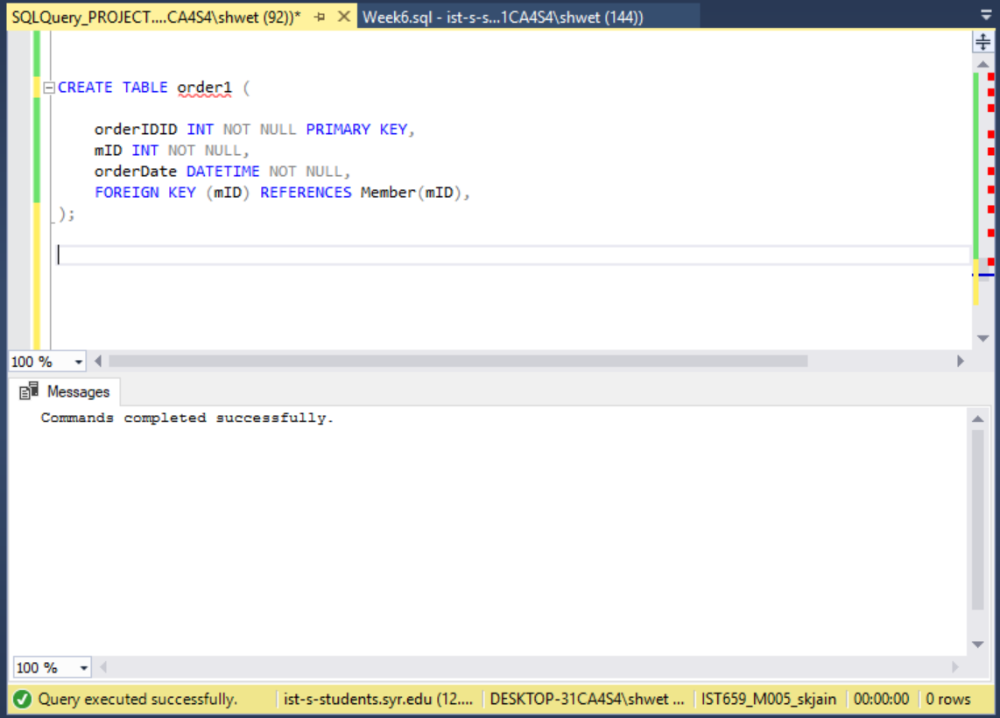 SQLQuery_PROJECT....CA4S4\shwet (92))* Week6.sql - ist-s-s...1CA4S4\shwet (144))
CREATE TABLE order1 (
orderIDID INT NOT NULL PRIMARY KEY,
mID INT NOT NULL,
orderDate DATETIME NOT NULL,
FOREIGN KEY (mID) REFERENCES Member(mID),
);
100 %
Messages
Commands completed successfully.
100 %
Query executed successfully. ist-s-students.syr.edu (12.... DESKTOP-31CA4S4\shwet ... IST659_M005_skjain 00:00:00 0 rows